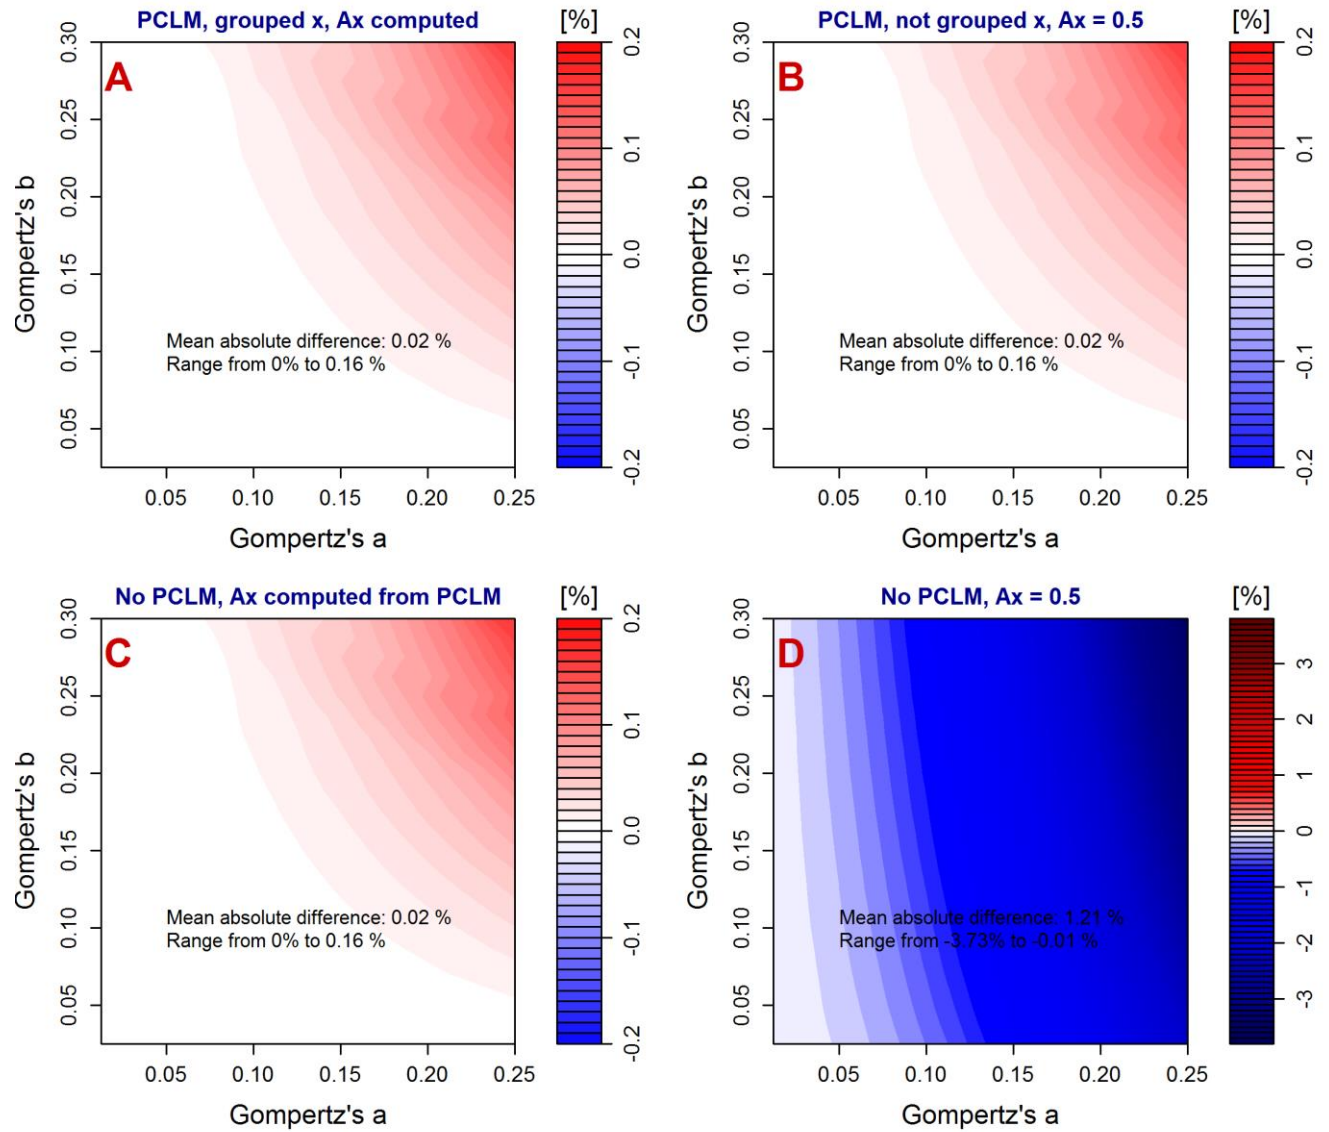 PCLM, grouped x, Ax computed
[%]
A
0.30
0.25
0.20
0.15
0.10
0.05
Gompertz's b
Mean absolute difference: 0.02 %
Range from 0% to 0.16 %
0.05 0.10 0.15 0.20 0.25
Gompertz's a
0.2
0.1
0.0
-0.1
-0.2
PCLM, not grouped x, Ax = 0.5
[%]
B
0.30
0.25
0.20
0.15
0.10
0.05
Gompertz's b
Mean absolute difference: 0.02 %
Range from 0% to 0.16 %
0.05 0.10 0.15 0.20 0.25
Gompertz's a
0.2
0.1
0.0
-0.1
-0.2
No PCLM, Ax computed from PCLM
[%]
C
0.30
0.25
0.20
0.15
0.10
0.05
Gompertz's b
Mean absolute difference: 0.02 %
Range from 0% to 0.16 %
0.05 0.10 0.15 0.20 0.25
Gompertz's a
0.2
0.1
0.0
-0.1
-0.2
No PCLM, Ax = 0.5
[%]
D
0.30
0.25
0.20
0.15
0.10
0.05
Gompertz's b
Mean absolute difference: 1.21 %
Range from -3.73% to -0.01 %
0.05 0.10 0.15 0.20 0.25
Gompertz's a
3
2
1
0
-1
-2
-3